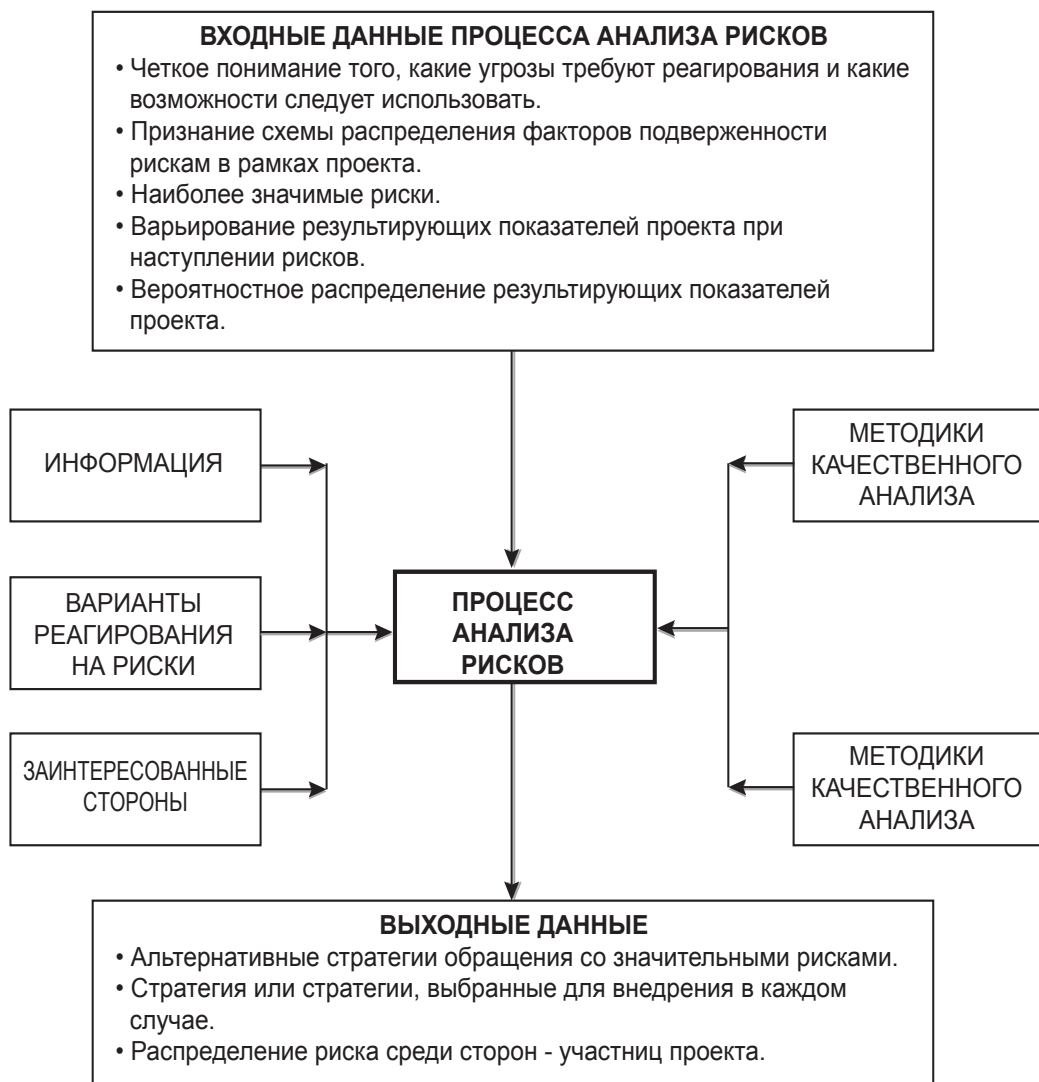 ВХОДНЫЕ ДАННЫЕ ПРОЦЕССА АНАЛИЗА РИСКОВ
• Четкое понимание того, какие угрозы требуют реагирования и какие
возможности следует использовать.
• Признание схемы распределения факторов подверженности
рискам в рамках проекта.
• Наиболее значимые риски.
• Варьирование результирующих показателей проекта при
наступлении рисков.
• Вероятностное распределение результирующих показателей
проекта.
ИНФОРМАЦИЯ
ВАРИАНТЫ
РЕАГИРОВАНИЯ
НА РИСКИ
ЗАИНТЕРЕСОВАННЫЕ
СТОРОНЫ
ПРОЦЕСС
АНАЛИЗА
РИСКОВ
МЕТОДИКИ
КАЧЕСТВЕННОГО
АНАЛИЗА
МЕТОДИКИ
КАЧЕСТВЕННОГО
АНАЛИЗА
ВЫХОДНЫЕ ДАННЫЕ
• Альтернативные стратегии обращения со значительными рисками.
• Стратегия или стратегии, выбранные для внедрения в каждом
случае.
• Распределение риска среди сторон - участниц проекта.